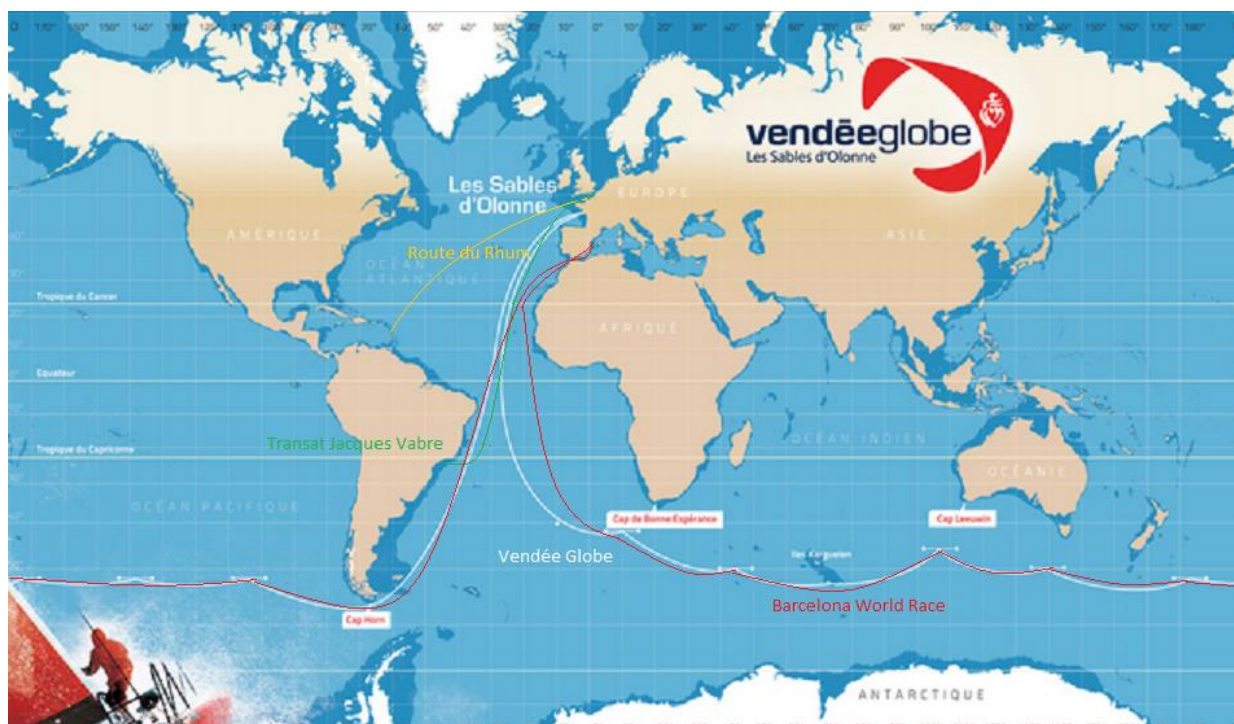 vendéeglobe
Les Sables d'Olonne
Les Sables
d'Olonne
EUROPE
AMÉRIQUE
ASIE
Route du Rhum
OCÉAN
ATLANTIQUE
Tropique du Cancer
AFRIQUE
Equateur
Transat Jacques Vabre
Tropique du Capricorne
OCÉAN INDIEN
OCÉANIE
OCÉAN PACIFIQUE
Cap de Bonne Espérance
Cap Leeuwin
Vendée Globe
Iles Kerguelen
Barcelona World Race
Cap Horn
ANTARCTIQUE